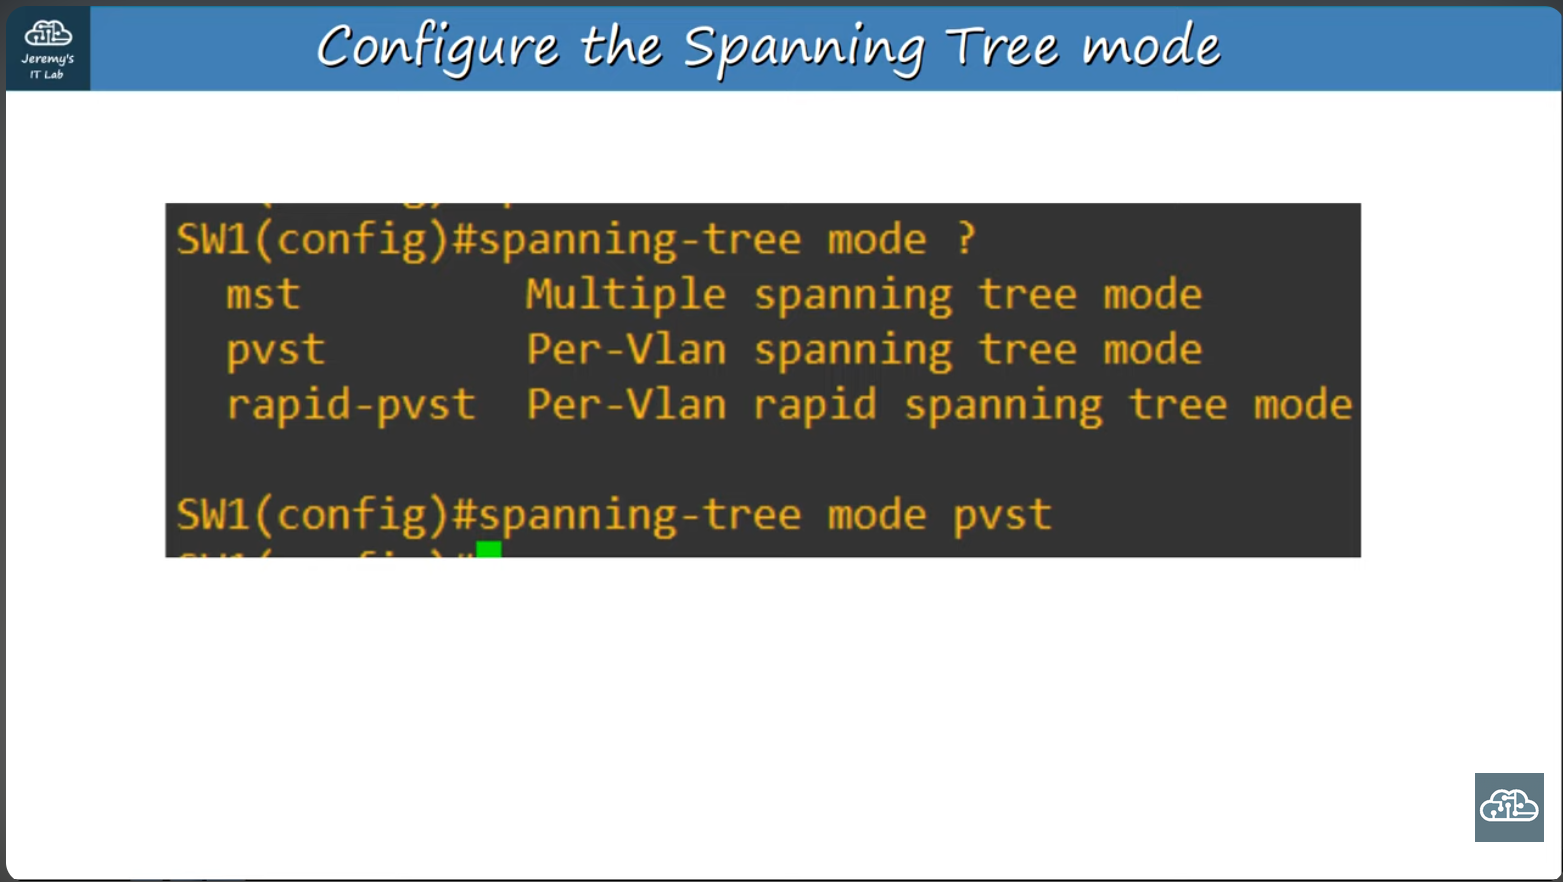 Jeremy's
IT Lab
Configure the Spanning Tree mode
SW1(config)#spanning-tree mode ?
mst Multiple spanning tree mode
pvst Per-Vlan spanning tree mode
rapid-pvst Per-Vlan rapid spanning tree mode
SW1(config)#spanning-tree mode pvst